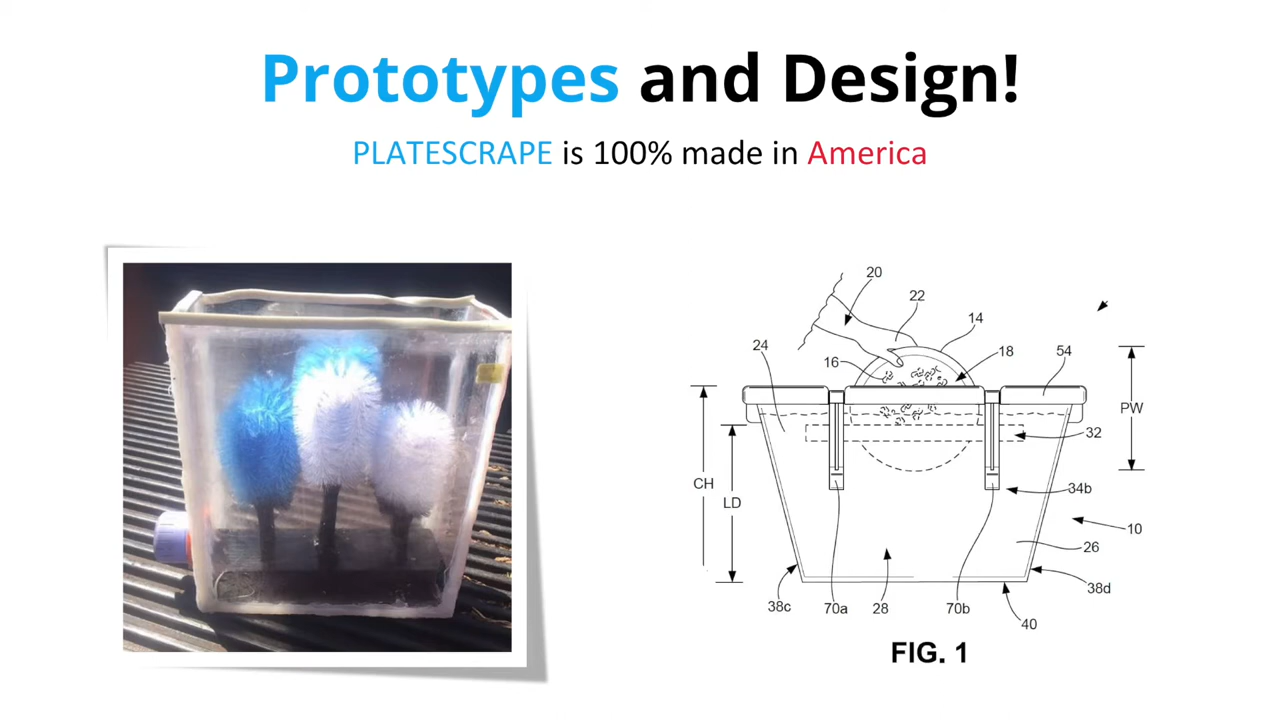 Prototypes and Design!
PLATESCRAPE is 100% made in America
20
22
14
24
16
18
54
PW
32
CH
LD
34b
10
26
38c
70a
28
70b
40
38d
FIG. 1